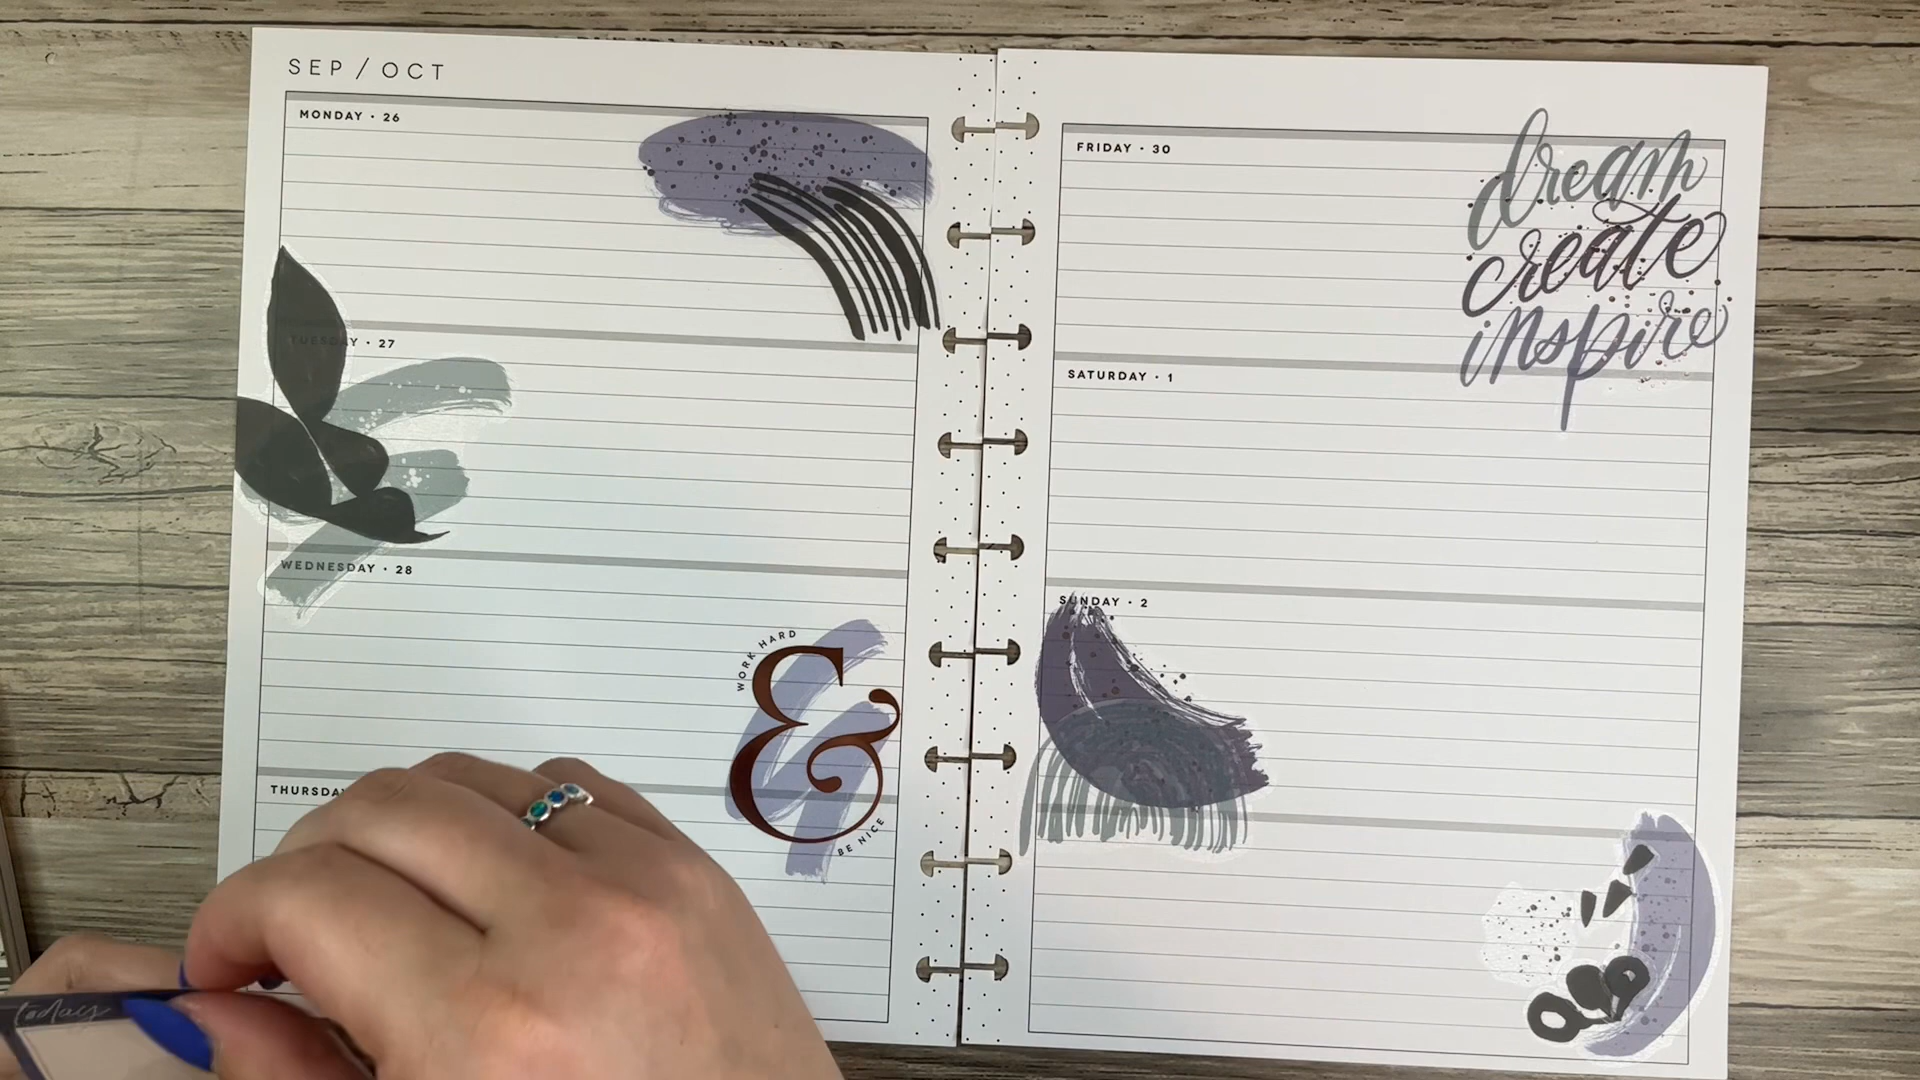 SEP / OCT
MONDAY · 26
TUESDAY · 27
WEDNESDAY · 28
WORK HARD
&
BE NICE
THURSDAY
today
FRIDAY · 30
dream
create
inspire
SATURDAY · 1
SUNDAY · 2